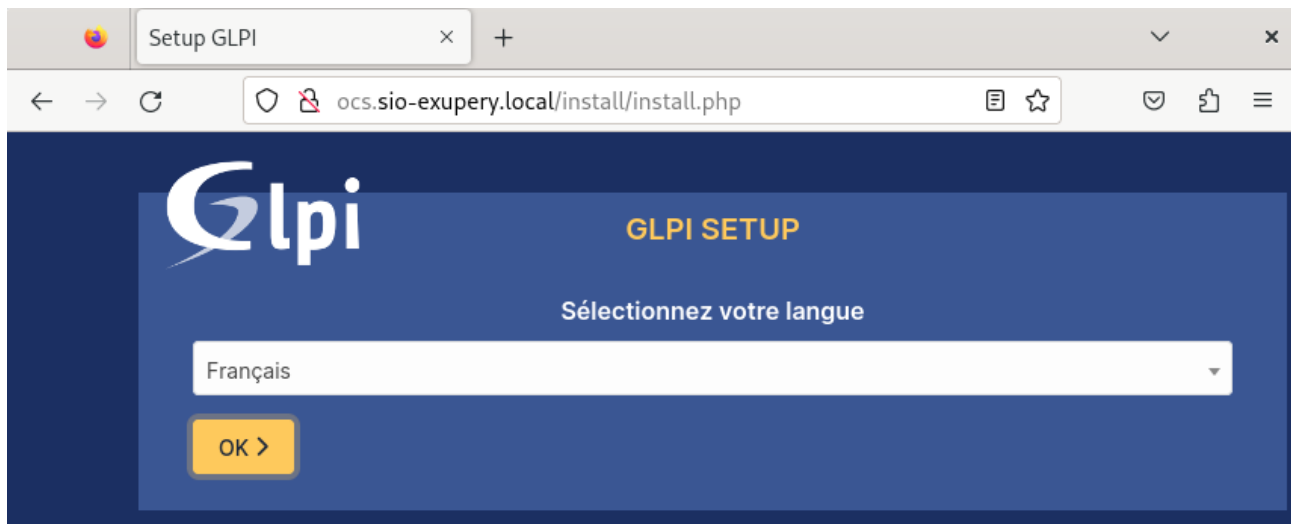 Setup GLPI
ocs.sio-exupery.local/install/install.php
Glpi
GLPI SETUP
Sélectionnez votre langue
Français
OK